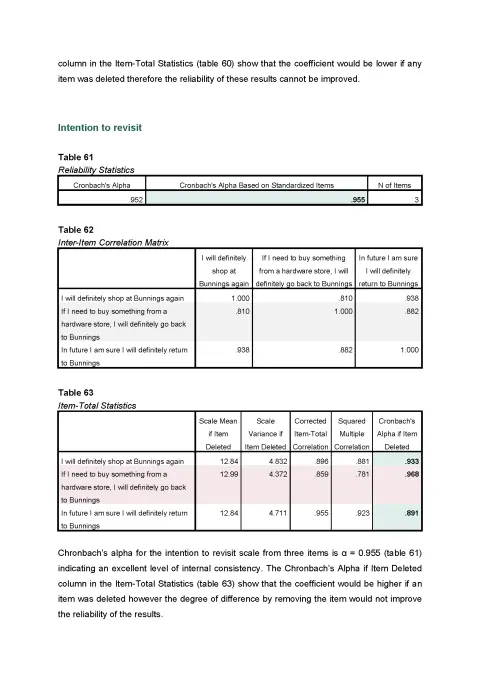 column in the Item-Total Statistics (table 60) show that the coefficient would be lower if any
item was deleted therefore the reliability of these results cannot be improved.
Intention to revisit
Table 61
Reliability Statistics
Cronbach's Alpha Cronbach's Alpha Based on Standardized Items N of Items
.952 .955 3
Table 62
Inter-Item Correlation Matrix
I will definitely If I need to buy something In future I am sure
shop at from a hardware store, I will I will definitely
Bunnings again definitely go back to Bunnings return to Bunnings
I will definitely shop at Bunnings again 1.000 .810 .938
If I need to buy something from a .810 1.000 .882
hardware store, I will definitely go back
to Bunnings
In future I am sure I will definitely return .938 .882 1.000
to Bunnings
Table 63
Item-Total Statistics
Scale Mean Scale Corrected Squared Cronbach's
if Item Variance if Item-Total Multiple Alpha if Item
Deleted Item Deleted Correlation Correlation Deleted
I will definitely shop at Bunnings again 12.84 4.832 .896 .881 .933
If I need to buy something from a 12.99 4.372 .859 .781 .968
hardware store, I will definitely go back
to Bunnings
In future I am sure I will definitely return 12.84 4.711 .955 .923 .891
to Bunnings
Chronbach's alpha for the intention to revisit scale from three items is α = 0.955 (table 61)
indicating an excellent level of internal consistency. The Chronbach's Alpha if Item Deleted
column in the Item-Total Statistics (table 63) show that the coefficient would be higher if an
item was deleted however the degree of difference by removing the item would not improve
the reliability of the results.